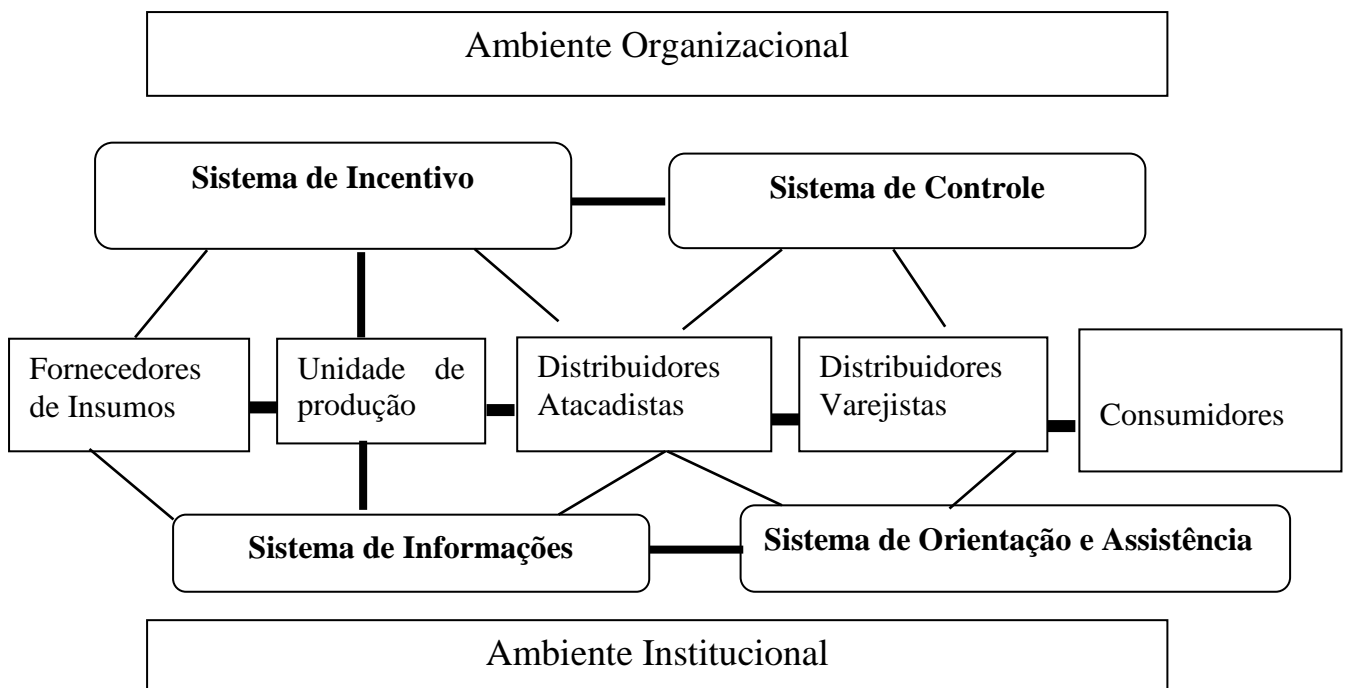 Ambiente Organizacional
Sistema de Incentivo
Sistema de Controle
Fornecedores
de Insumos
Unidade de
produção
Distribuidores
Atacadistas
Distribuidores
Varejistas
Consumidores
Sistema de Informações
Sistema de Orientação e Assistência
Ambiente Institucional